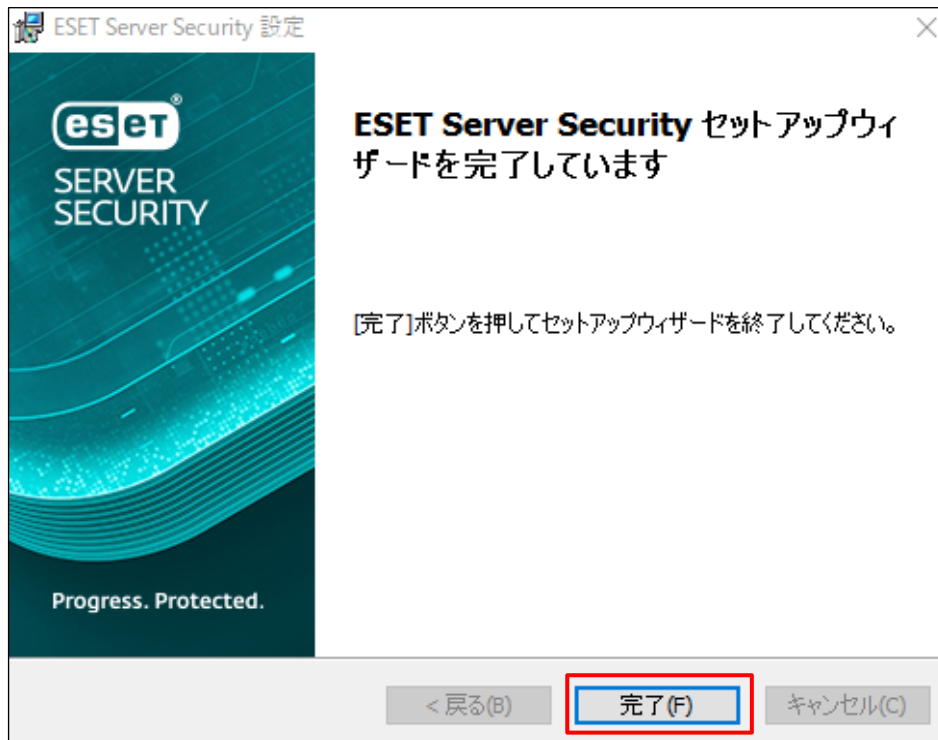 ESET Server Security 設定
eseT®
SERVER
SECURITY
Progress. Protected.
ESET Server Security セットアップウィ
ザードを完了しています
[完了]ボタンを押してセットアップウィザードを終了してください。
< 戻る(B)
完了(F)
キャンセル(C)